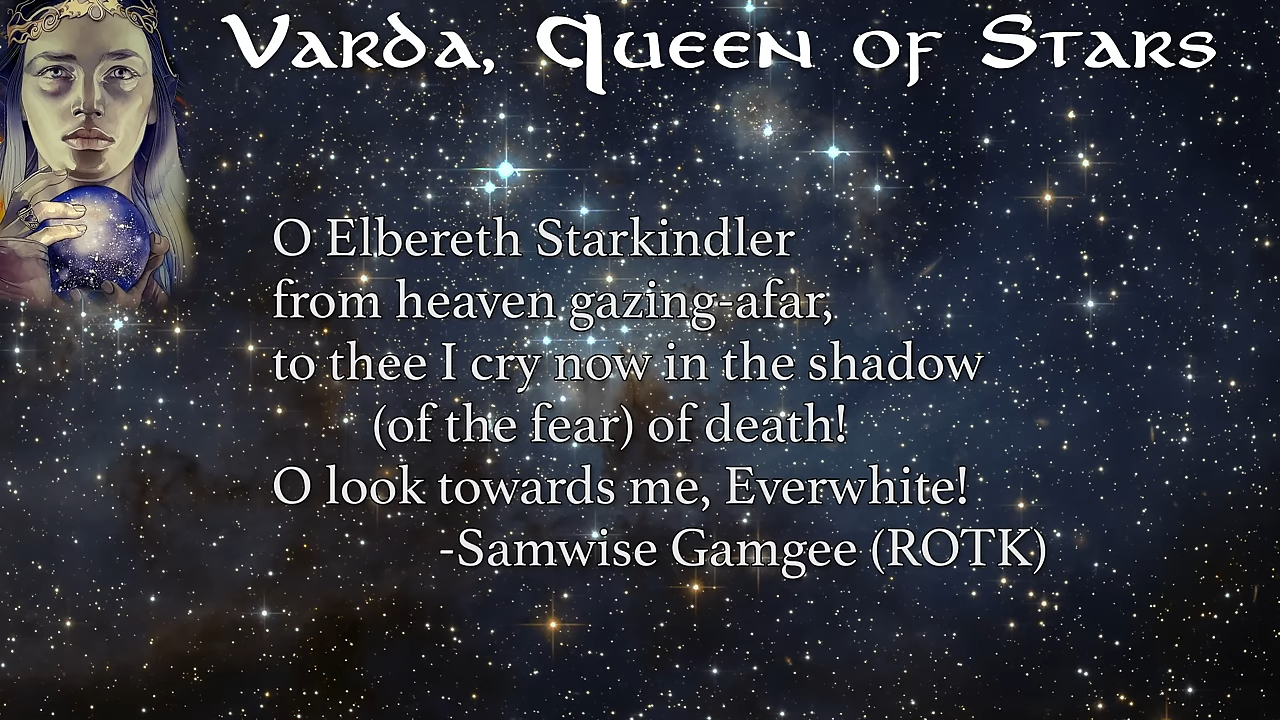 Varda, Queen of Stars
O Elbereth Starkindler
from heaven gazing-afar,
to thee I cry now in the shadow
(of the fear) of death!
O look towards me, Everwhite!
-Samwise Gamgee (ROTK)